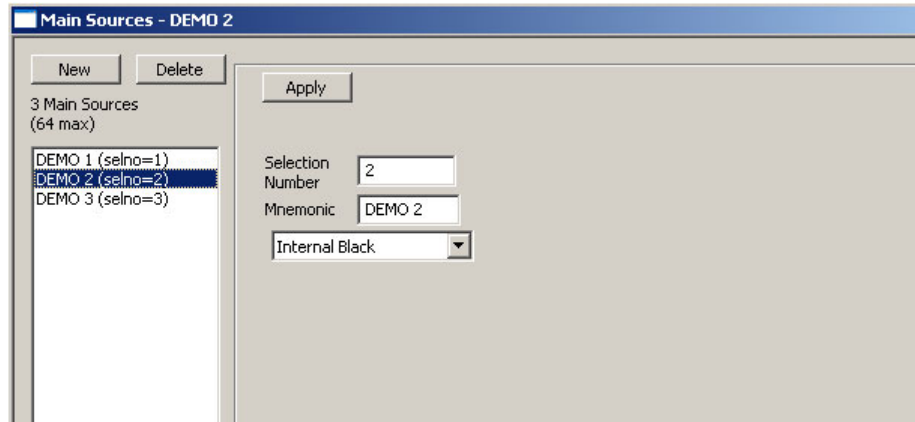 Main Sources - DEMO 2
New
Delete
3 Main Sources
(64 max)
DEMO 1 (selno=1)
DEMO 2 (selno=2)
DEMO 3 (selno=3)
Apply
Selection
Number
2
Mnemonic
DEMO 2
Internal Black